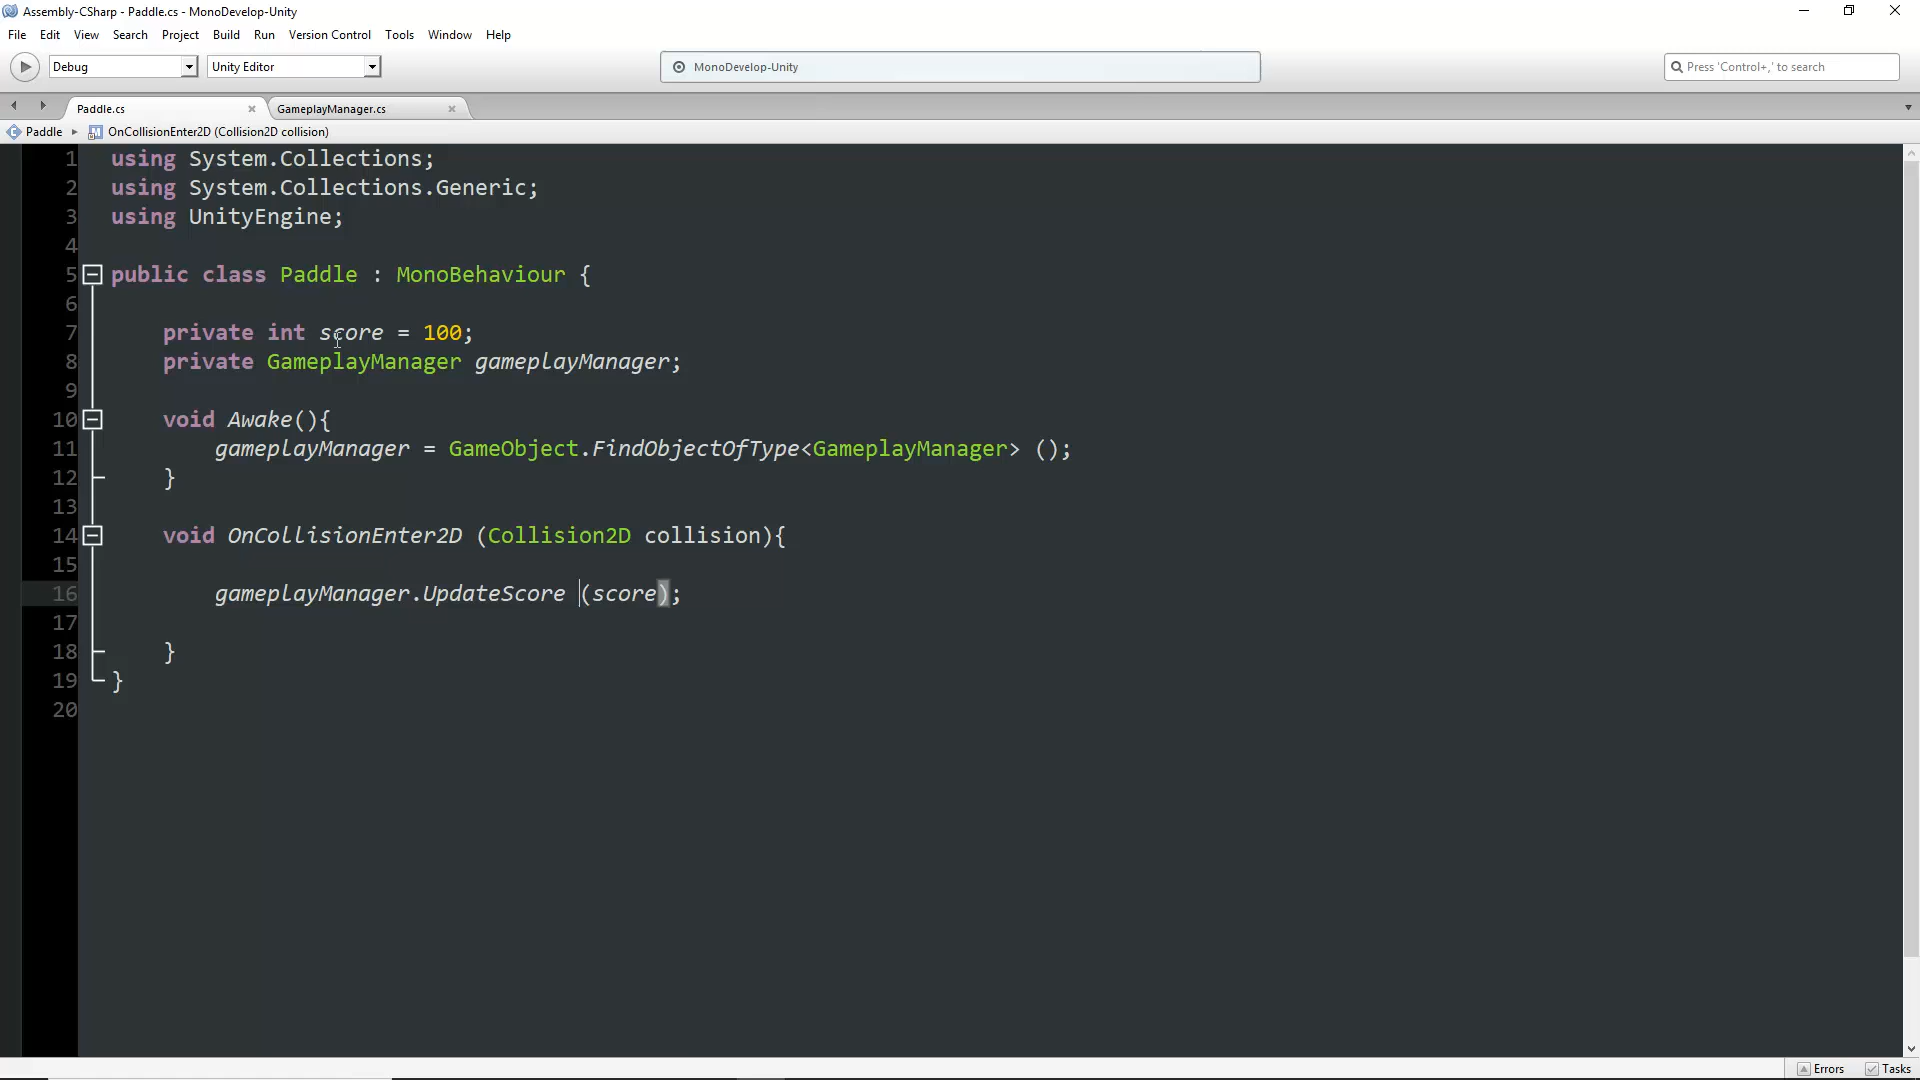 Assembly-CSharp - Paddle.cs - MonoDevelop-Unity
File Edit View Search Project Build Run Version Control Tools Window Help
Debug Unity Editor MonoDevelop-Unity Press 'Control+,' to search
Paddle.cs GameplayManager.cs
Paddle OnCollisionEnter2D (Collision2D collision)
1 using System.Collections;
2 using System.Collections.Generic;
3 using UnityEngine;
4
5 public class Paddle : MonoBehaviour {
6
7 private int score = 100;
8 private GameplayManager gameplayManager;
9
10 void Awake(){
11 gameplayManager = GameObject.FindObjectOfType<GameplayManager> ();
12 }
13
14 void OnCollisionEnter2D (Collision2D collision){
15
16 gameplayManager.UpdateScore (score);
17
18 }
19 }
20
Errors Tasks